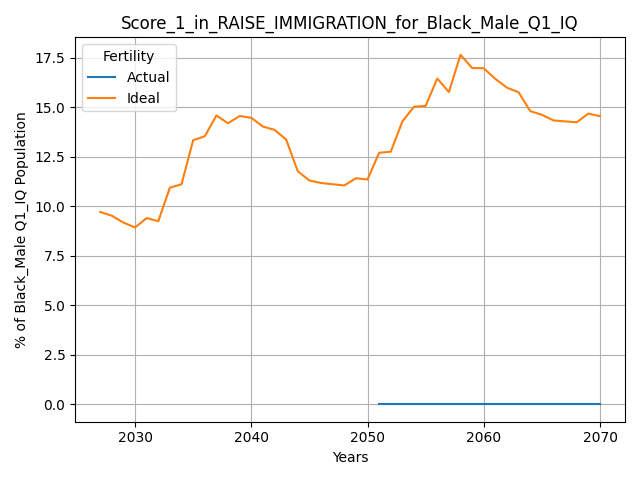 Score_1_in_RAISE_IMMIGRATION_for_Black_Male_Q1_IQ
Fertility
Actual
Ideal
% of Black_Male Q1_IQ Population
17.5
15.0
12.5
10.0
7.5
5.0
2.5
0.0
2030 2040 2050 2060 2070
Years